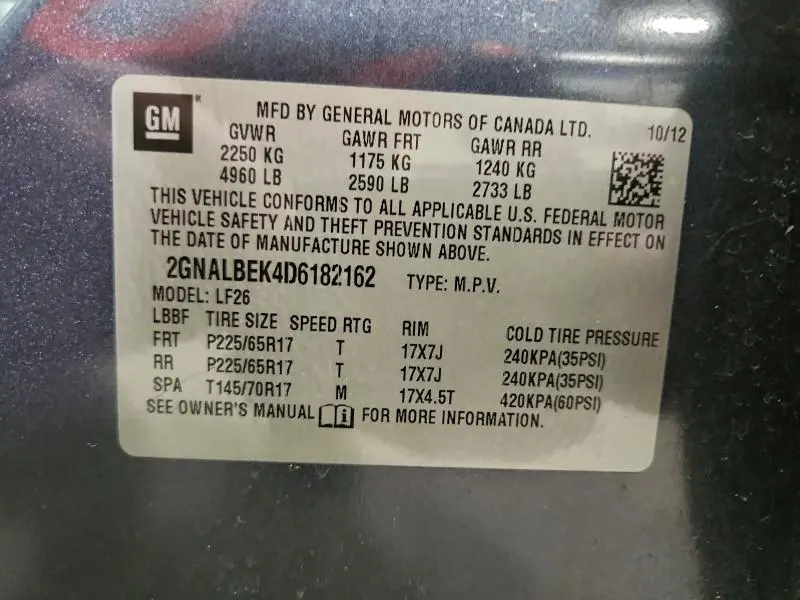 GM ® MFD BY GENERAL MOTORS OF CANADA LTD. 10/12
GVWR GAWR FRT GAWR RR
2250 KG 1175 KG 1240 KG
4960 LB 2590 LB 2733 LB
THIS VEHICLE CONFORMS TO ALL APPLICABLE U.S. FEDERAL MOTOR
VEHICLE SAFETY AND THEFT PREVENTION STANDARDS IN EFFECT ON
THE DATE OF MANUFACTURE SHOWN ABOVE.
2GNALBEK4D6182162 TYPE: M.P.V.
MODEL: LF26
LBBF TIRE SIZE SPEED RTG RIM COLD TIRE PRESSURE
FRT P225/65R17 T 17X7J 240KPA(35PSI)
RR P225/65R17 T 17X7J 240KPA(35PSI)
SPA T145/70R17 M 17X4.5T 420KPA(60PSI)
SEE OWNER'S MANUAL i FOR MORE INFORMATION.